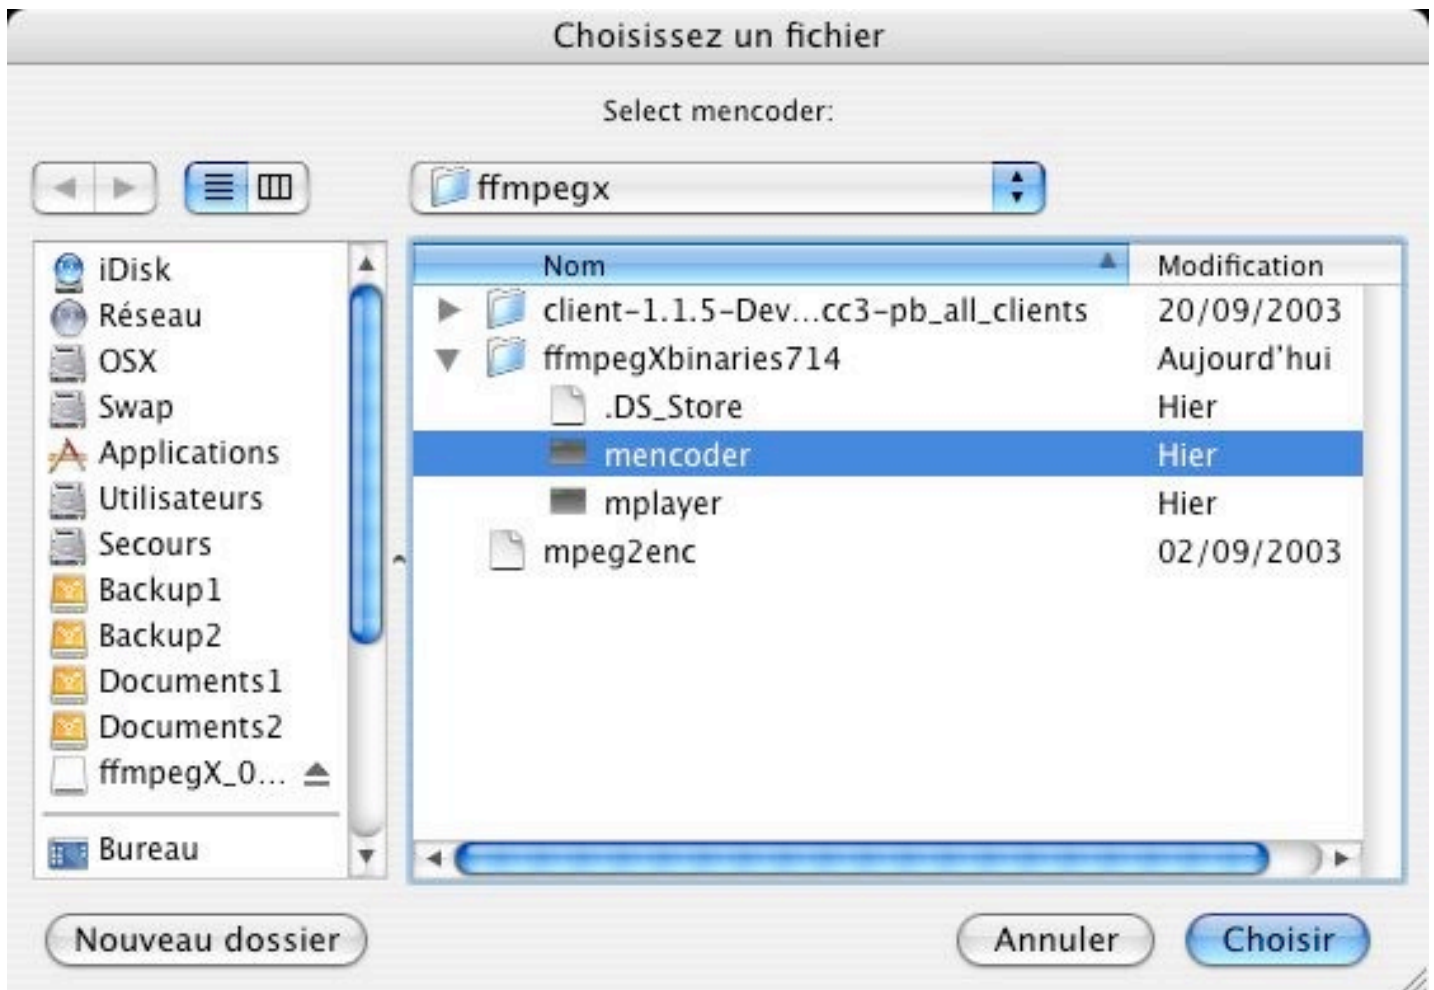 Choisissez un fichier
Select mencoder:
ffmpegx
iDisk
Réseau
OSX
Swap
Applications
Utilisateurs
Secours
Backup1
Backup2
Documents1
Documents2
ffmpegX_0...
Bureau
Nom Modification
client-1.1.5-Dev...cc3-pb_all_clients 20/09/2003
ffmpegXbinaries714 Aujourd'hui
.DS_Store Hier
mencoder Hier
mplayer Hier
mpeg2enc 02/09/2003
Nouveau dossier Annuler Choisir